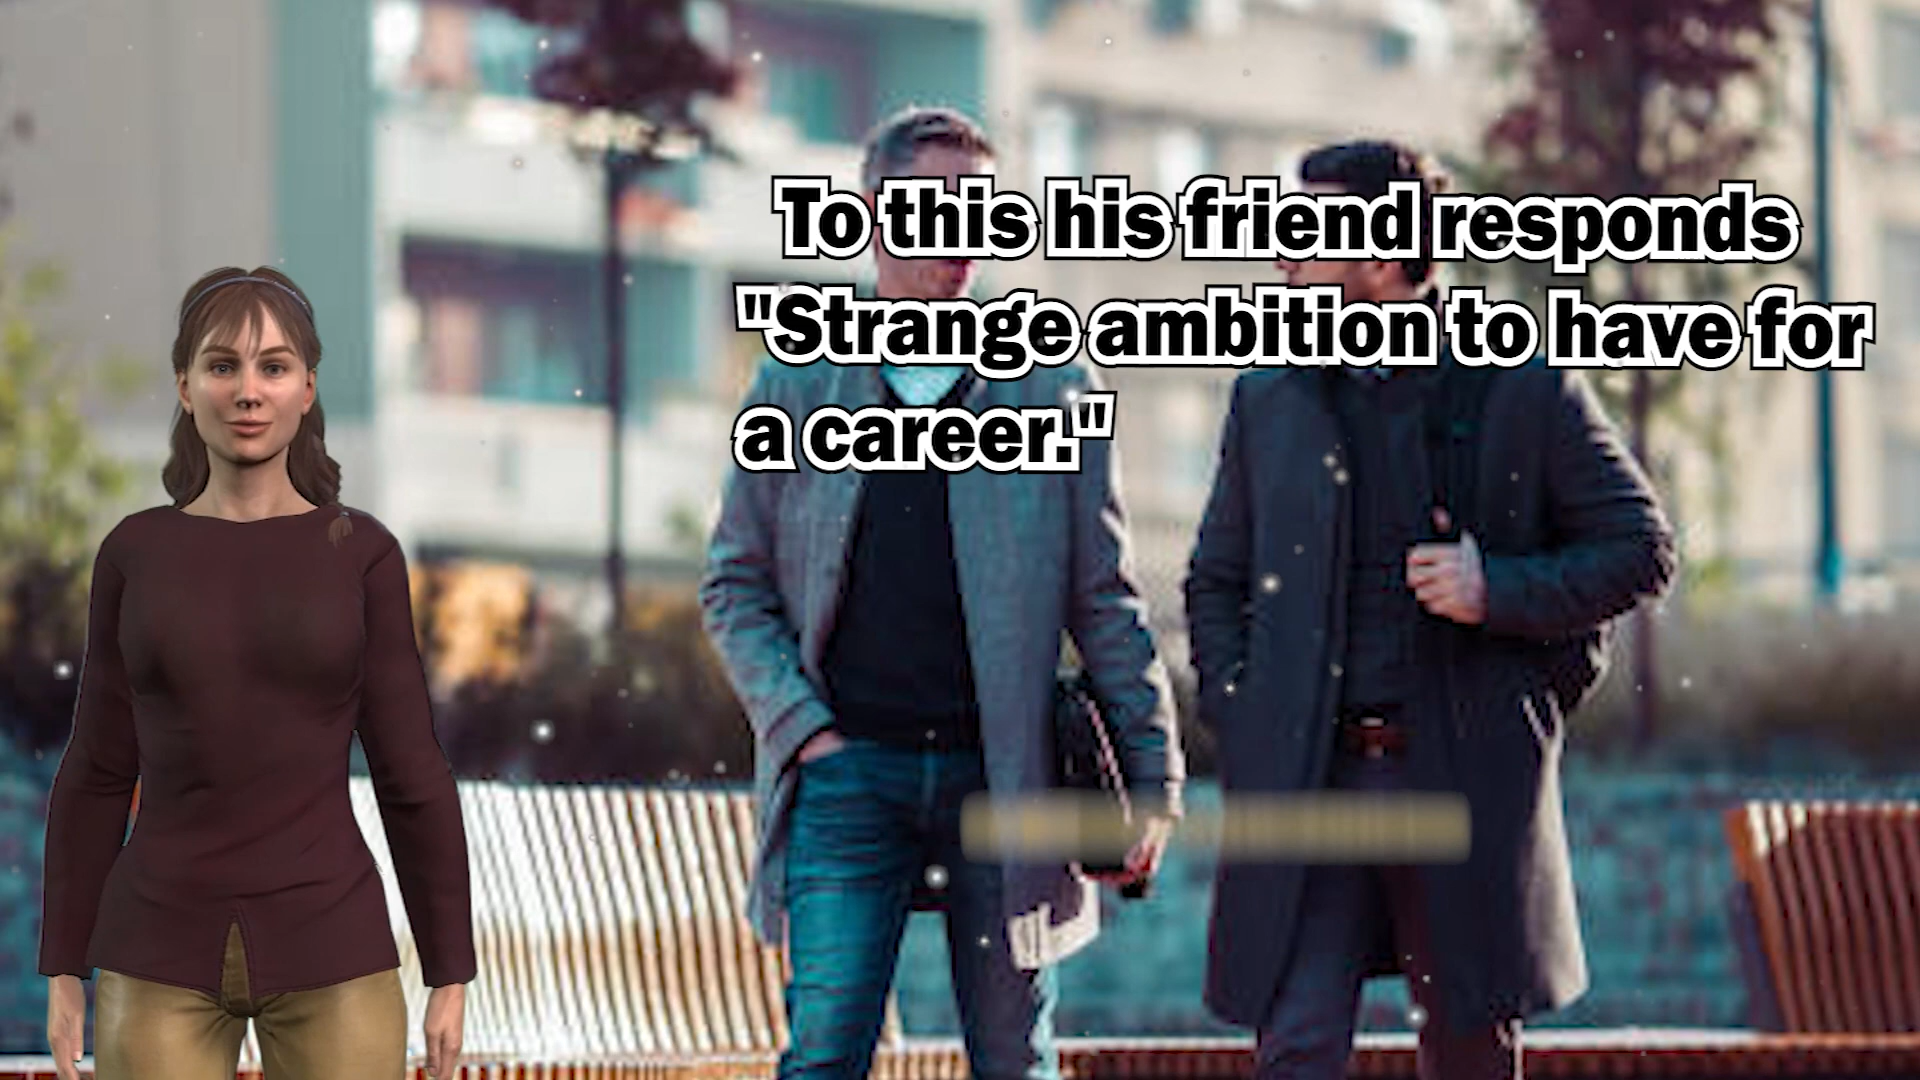 To this his friend responds
"Strange ambition to have for
a career."